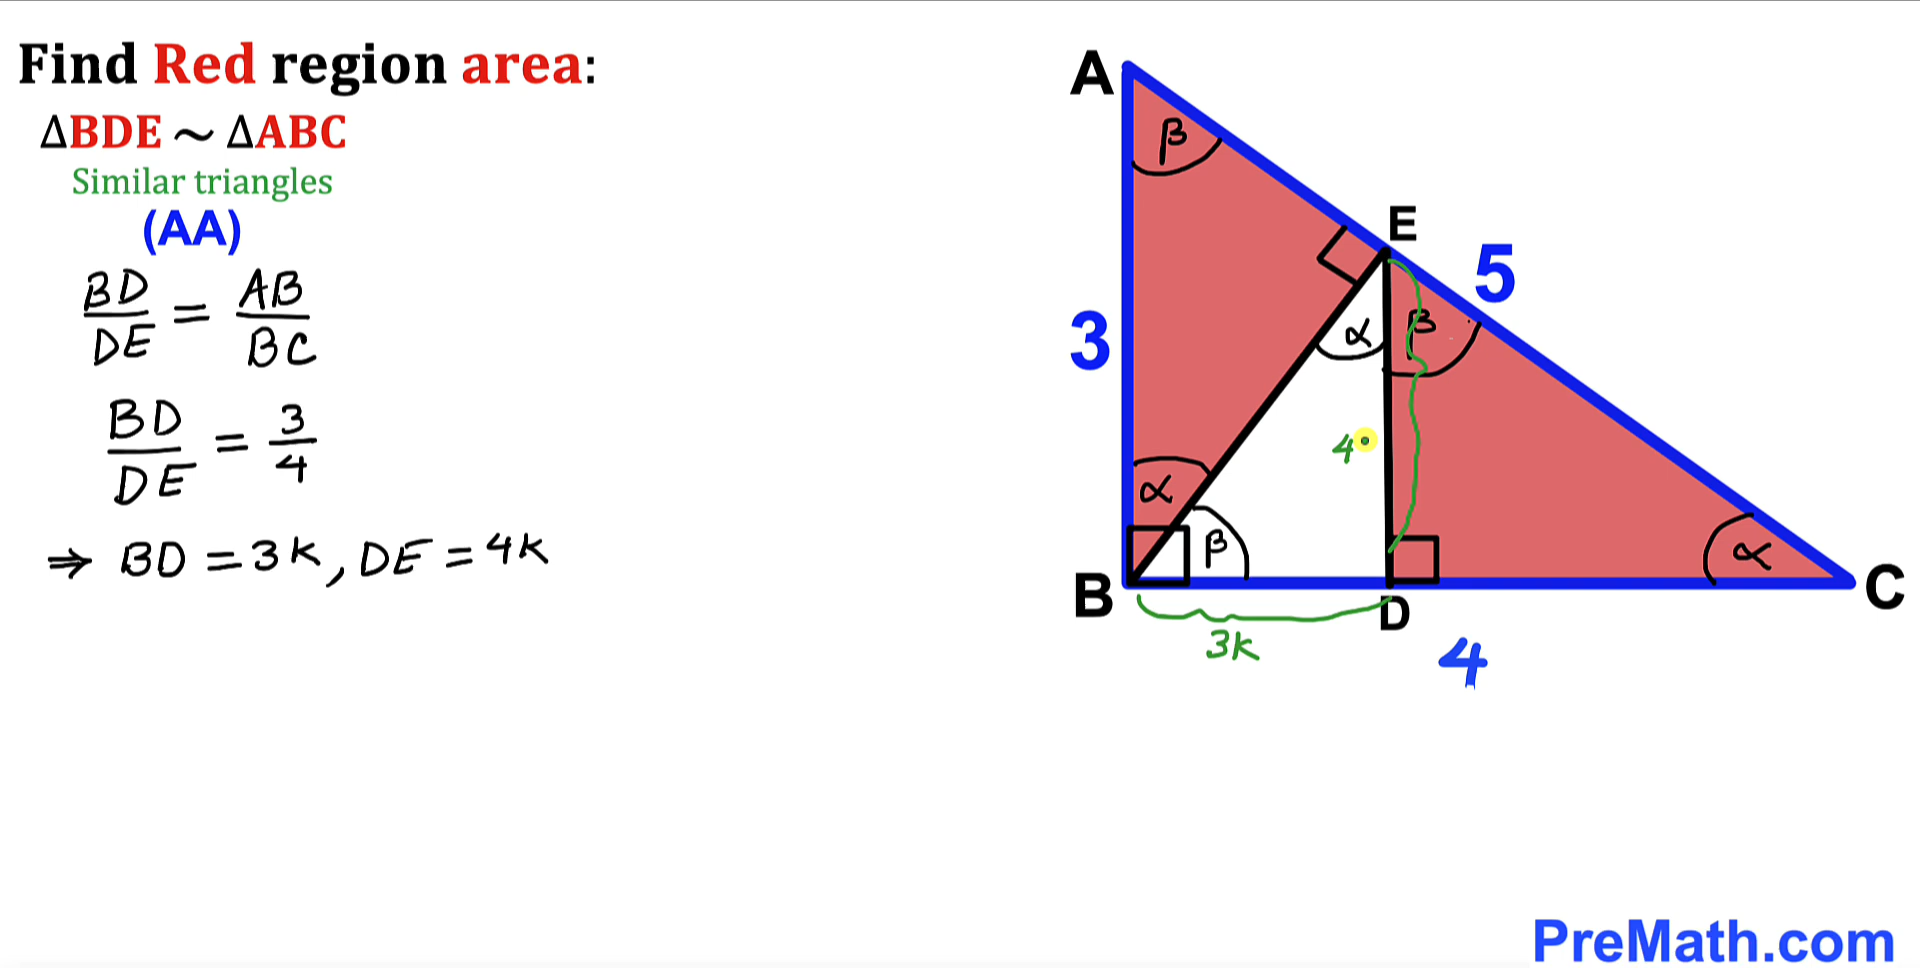 Find Red region area:
ΔBDE ~ ΔABC
Similar triangles
(AA)
BD/DE = AB/BC
BD/DE = 3/4
⇒ BD = 3k, DE = 4k
A
β
E
5
3
α
β
4
α
β
α
B
D
C
3k
4
PreMath.com